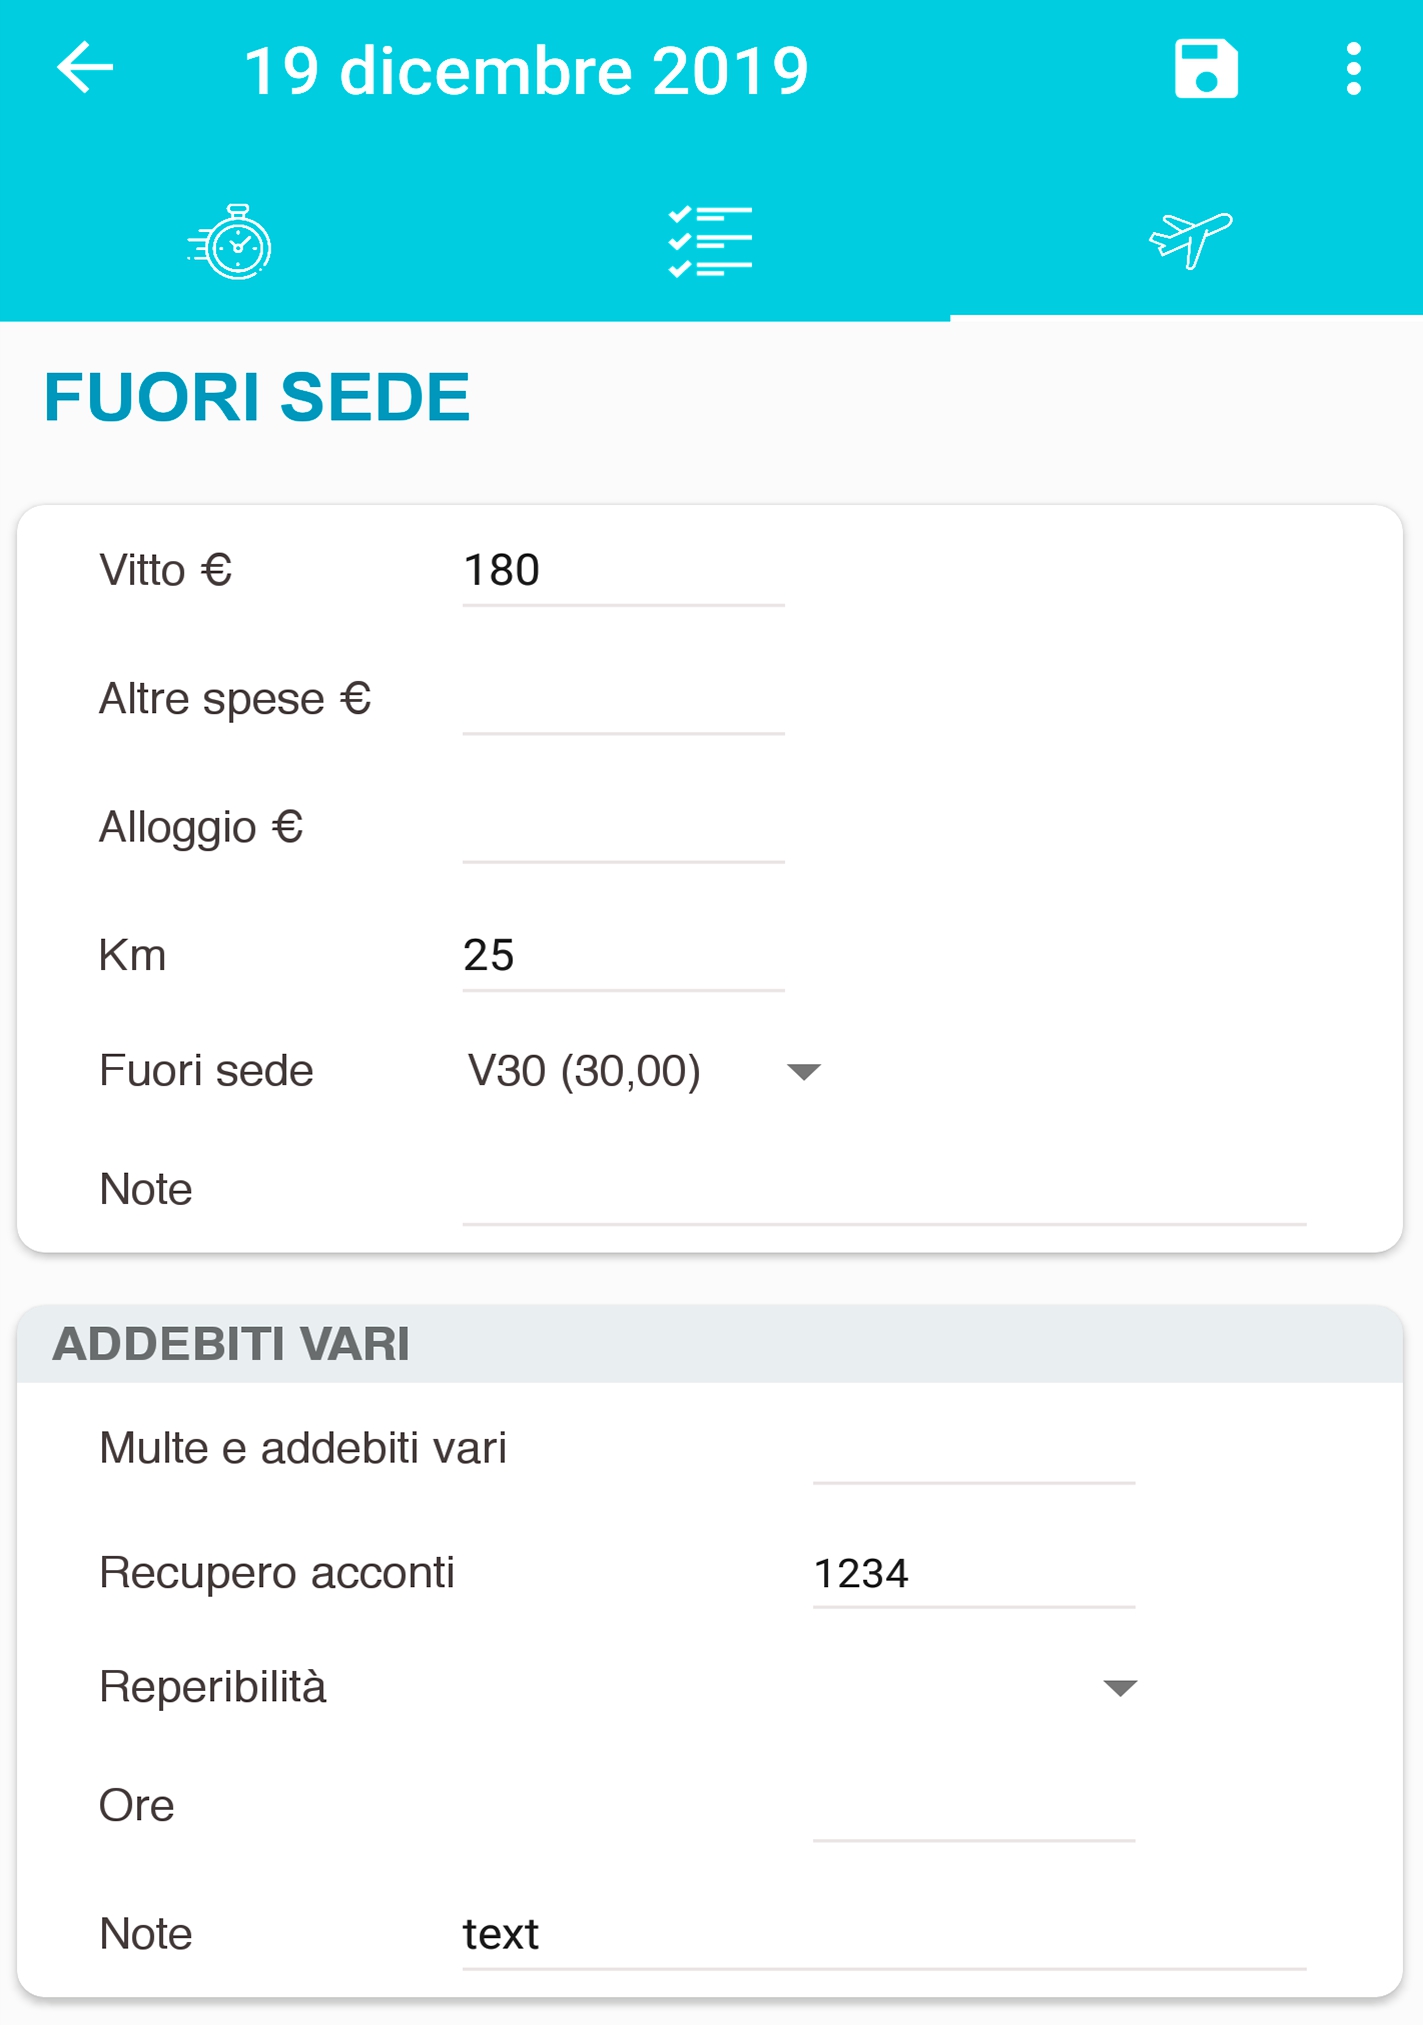 19 dicembre 2019
FUORI SEDE
Vitto € 180
Altre spese €
Alloggio €
Km 25
Fuori sede V30 (30,00)
Note
ADDEBITI VARI
Multe e addebiti vari
Recupero acconti 1234
Reperibilità
Ore
Note text